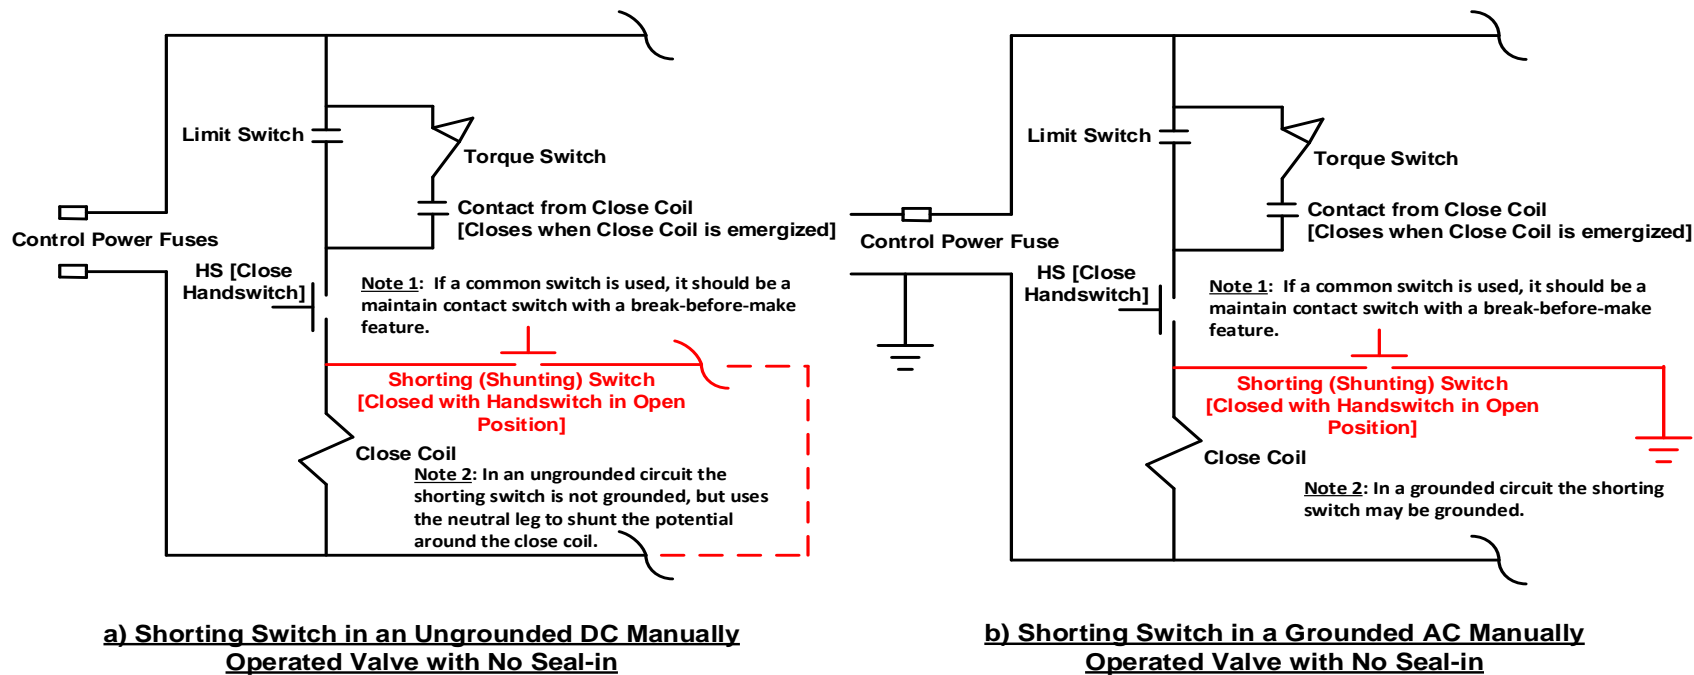 Limit Switch
Torque Switch
Contact from Close Coil
[Closes when Close Coil is emergized]
Control Power Fuses
HS [Close
Handswitch]
Note 1:  If a common switch is used, it should be a
maintain contact switch with a break-before-make
feature.
Shorting (Shunting) Switch
[Closed with Handswitch in Open
Position]
Close Coil
Note 2: In an ungrounded circuit the
shorting switch is not grounded, but uses
the neutral leg to shunt the potential
around the close coil.
a) Shorting Switch in an Ungrounded DC Manually
Operated Valve with No Seal-in
Limit Switch
Torque Switch
Contact from Close Coil
[Closes when Close Coil is emergized]
Control Power Fuse
HS [Close
Handswitch]
Note 1:  If a common switch is used, it should be a
maintain contact switch with a break-before-make
feature.
Shorting (Shunting) Switch
[Closed with Handswitch in Open
Position]
Close Coil
Note 2: In a grounded circuit the shorting
switch may be grounded.
b) Shorting Switch in a Grounded AC Manually
Operated Valve with No Seal-in